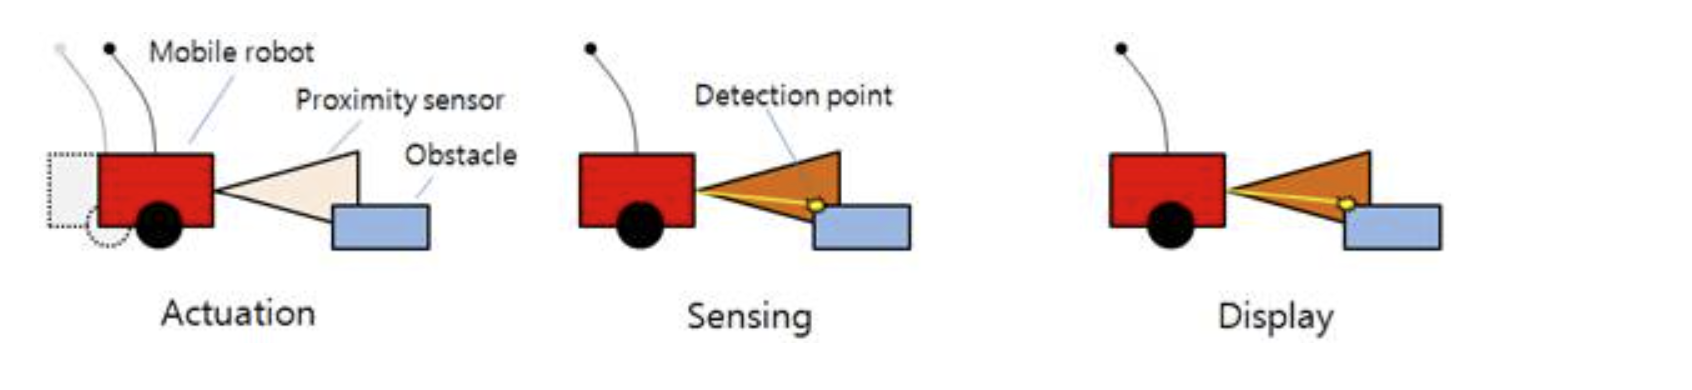 Mobile robot
Proximity sensor
Obstacle
Detection point
Actuation
Sensing
Display